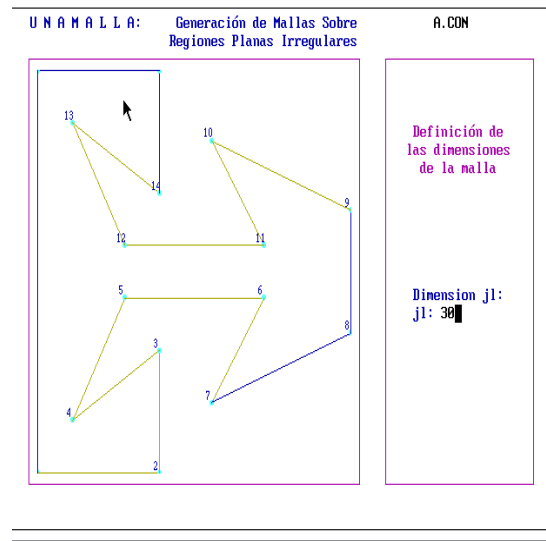 U N A M A L L A: Generación de Mallas Sobre A.CON
Regiones Planas Irregulares
13
10
Definición de
las dimensiones
de la malla
14
9
12
11
5
6
Dimension jl:
jl: 30
8
3
7
4
2